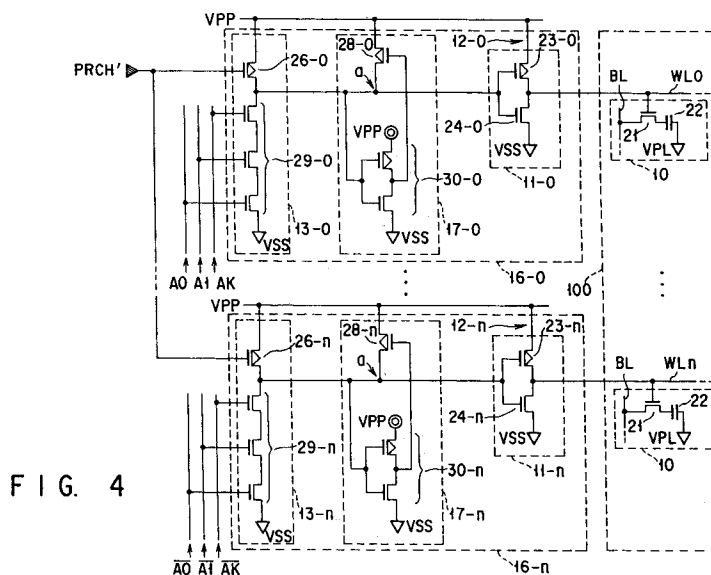 VPP
28-0
12-0
23-0
PRCH'
26-0
a
BL
WL0
24-0
VPP
22
21
VSS
VPL
29-0
30-0
11-0
10
13-0
17-0
VSS
VSS
A0 A1 AK
16-0
100
VPP
28-n
12-n
23-n
26-n
a
BL
WLn
24-n
VPP
22
21
VSS
VPL
29-n
30-n
11-n
10
FIG. 4
13-n
17-n
VSS
VSS
A0 A1 AK
16-n